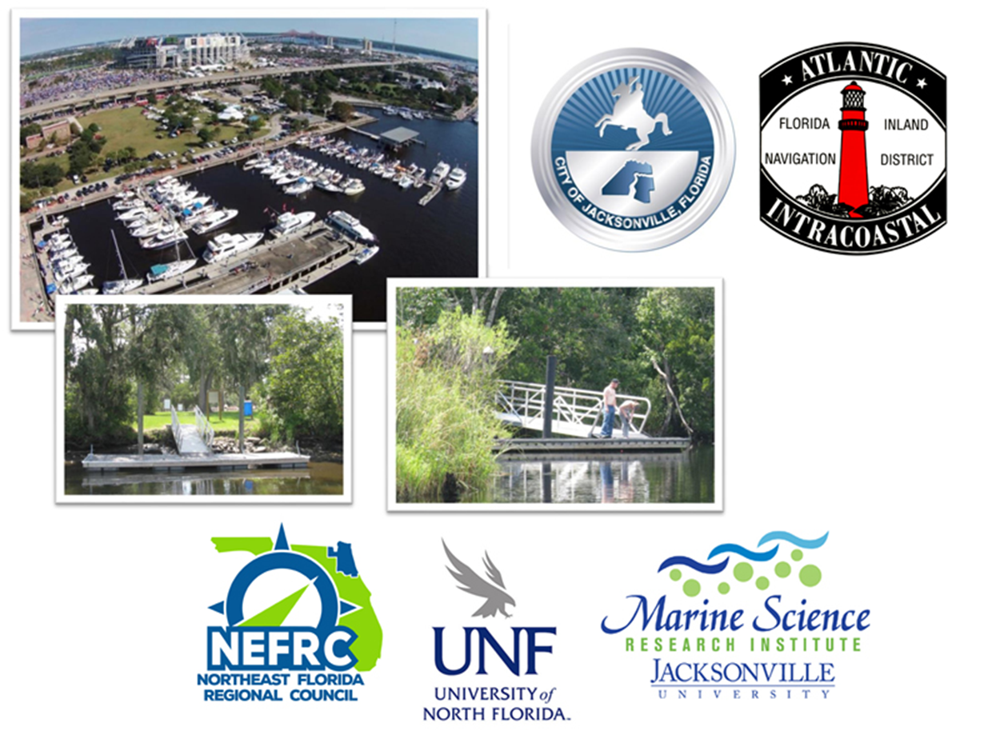 CITY OF JACKSONVILLE, FLORIDA
ATLANTIC
FLORIDA INLAND
NAVIGATION DISTRICT
INTRACOASTAL
NEFRC
NORTHEAST FLORIDA
REGIONAL COUNCIL
UNF
UNIVERSITY of
NORTH FLORIDA
Marine Science
RESEARCH INSTITUTE
JACKSONVILLE
UNIVERSITY